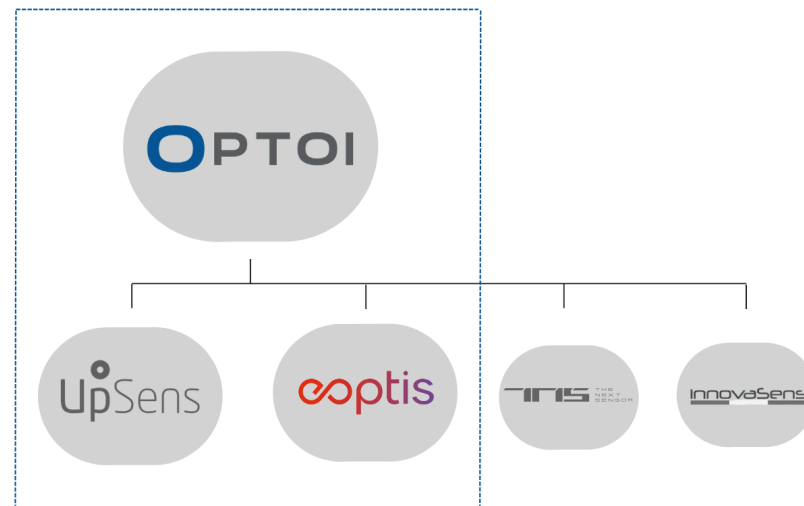 OPTOI
UpSens
eoptis
TNS THE NEXT SENSOR
InnovaSens